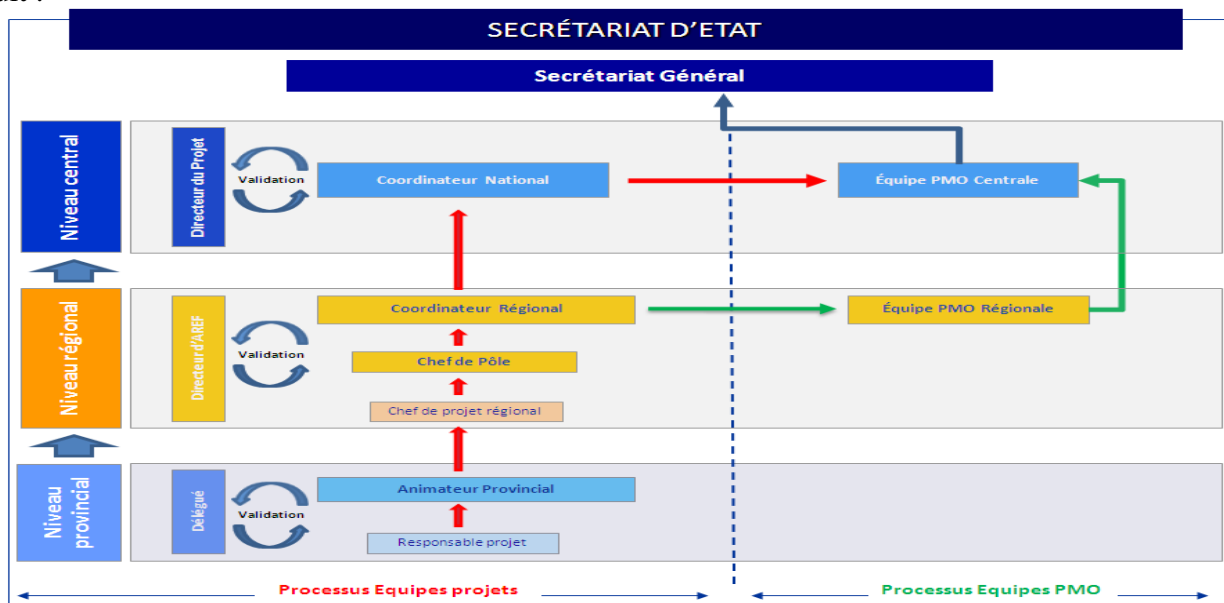 SECRÉTARIAT D'ETAT
Secrétariat Général
Niveau central
Directeur du Projet
Validation
Coordinateur National
Équipe PMO Centrale
Niveau régional
Directeur d'AREF
Validation
Coordinateur Régional
Équipe PMO Régionale
Chef de Pôle
Chef de projet régional
Niveau
provincial
Délégué
Validation
Animateur Provincial
Responsable projet
Processus Equipes projets
Processus Equipes PMO